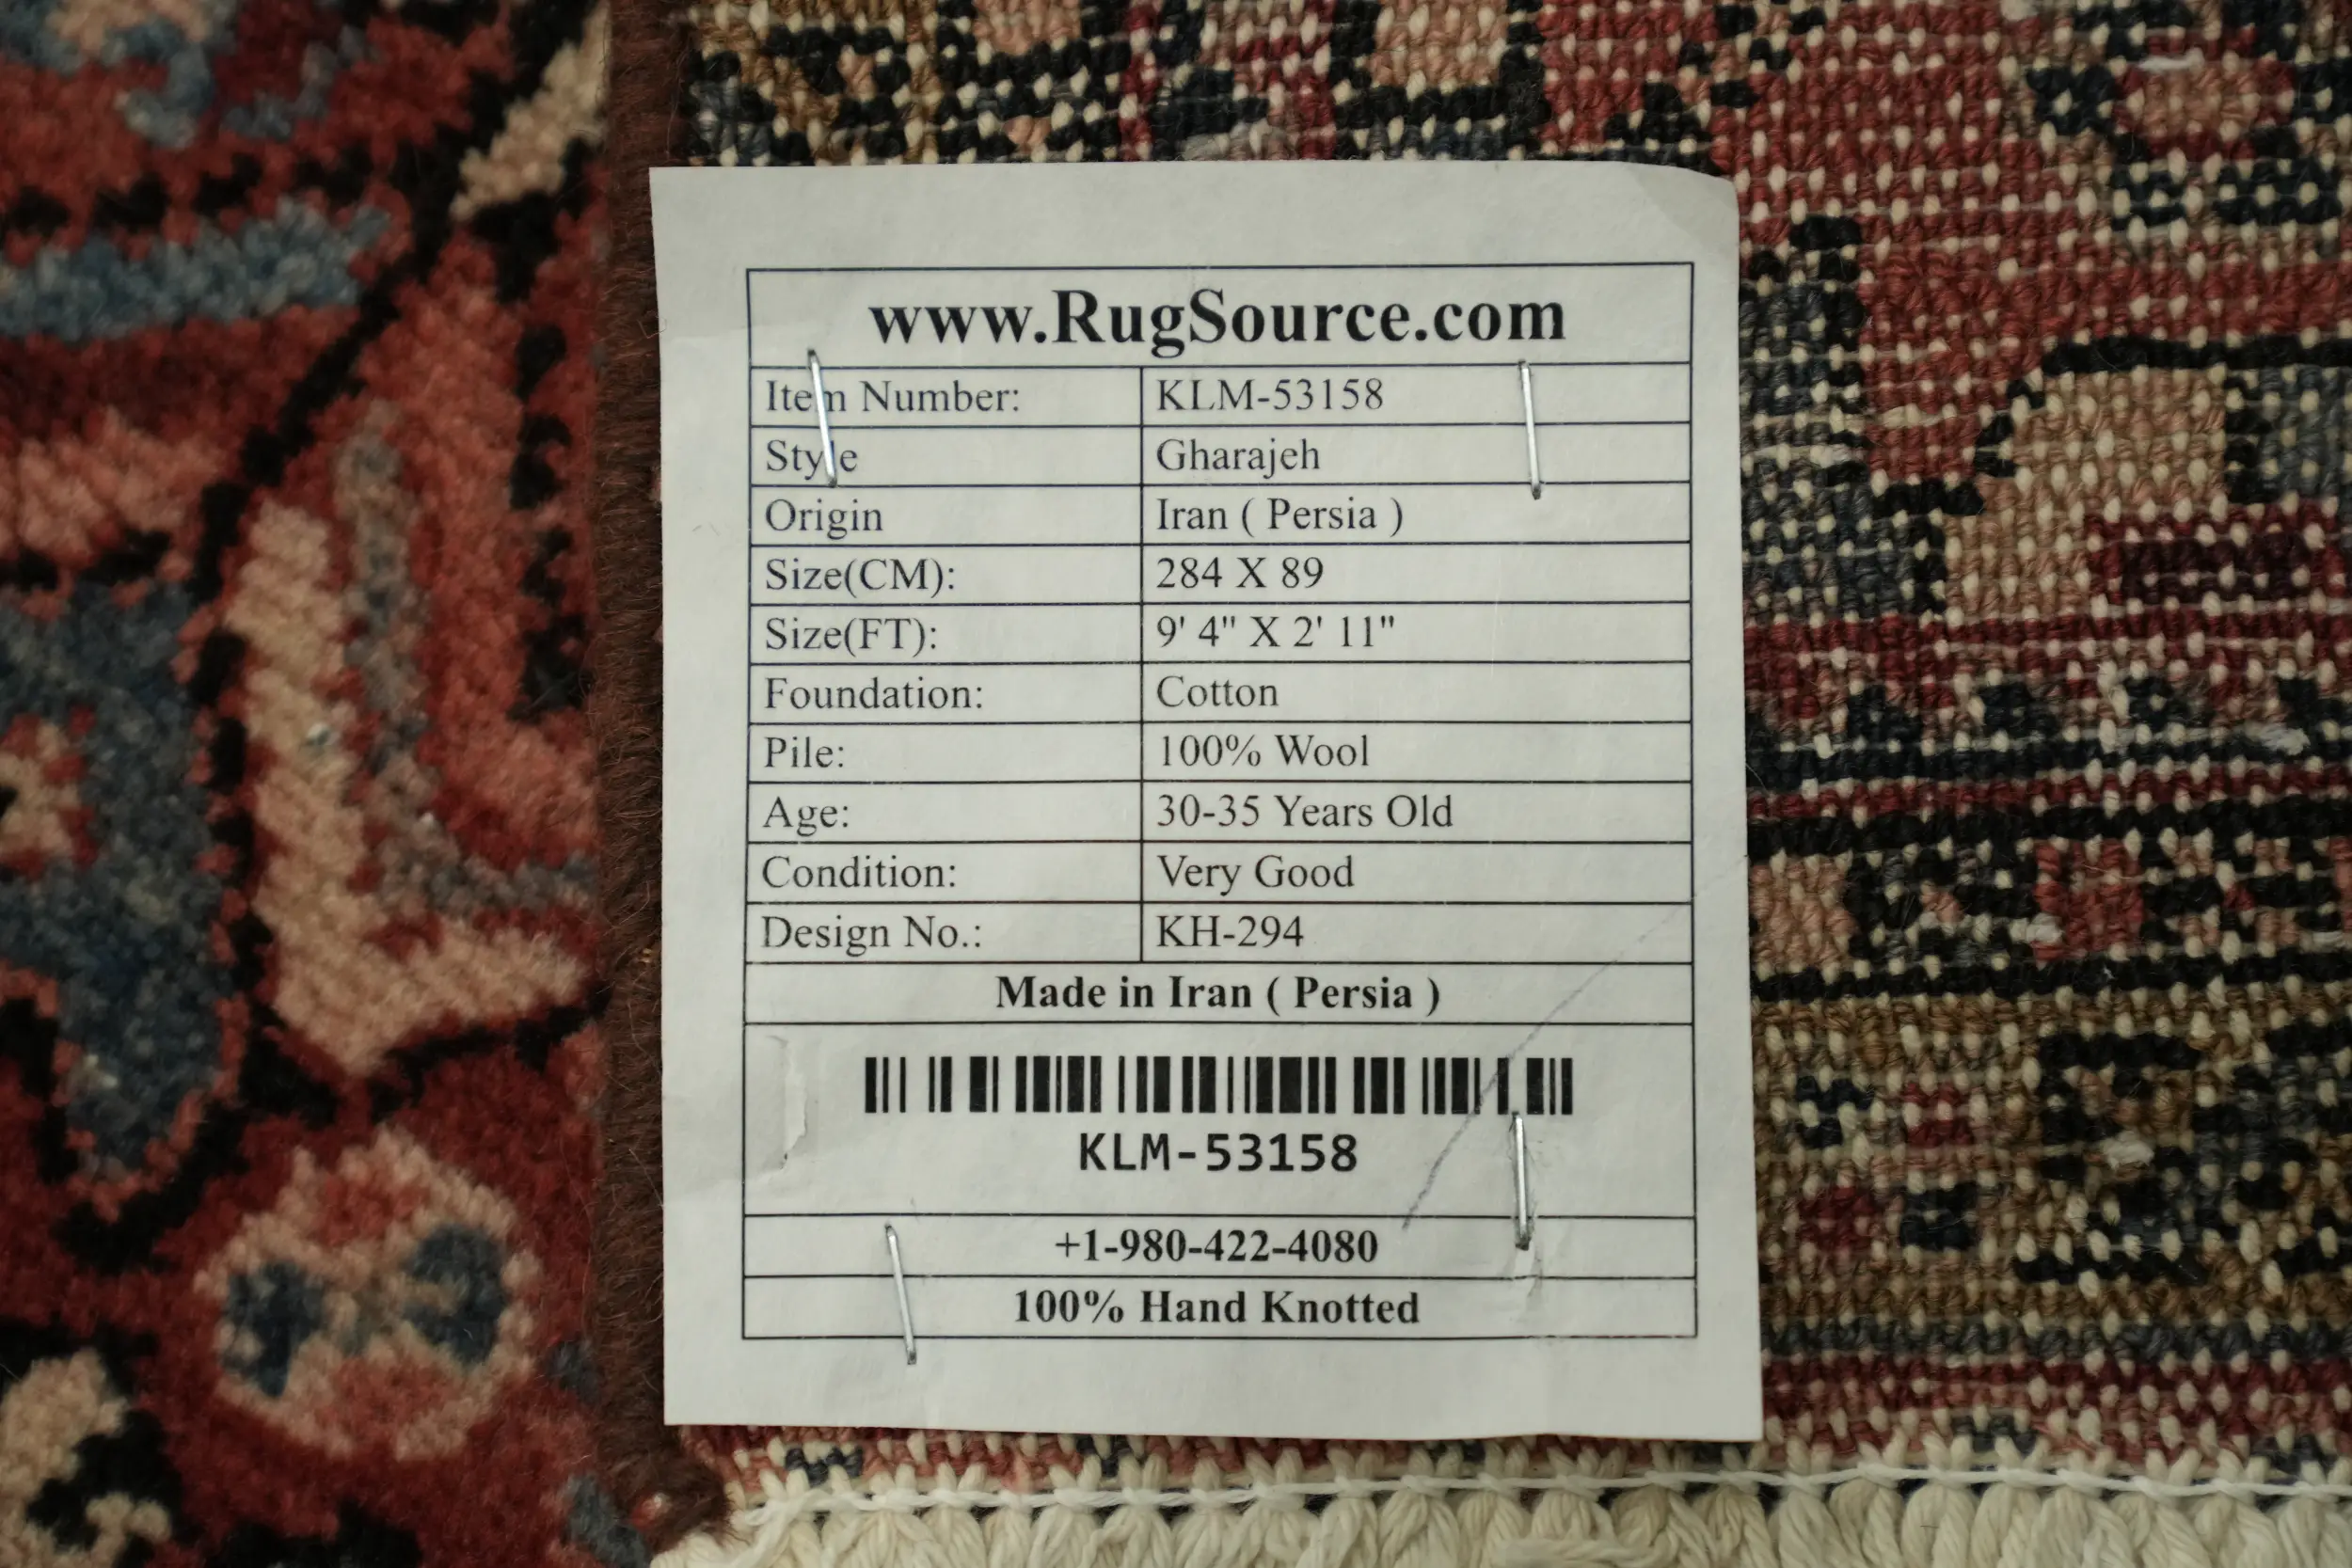 www.RugSource.com
Item Number: KLM-53158
Style Gharajeh
Origin Iran ( Persia )
Size(CM): 284 X 89
Size(FT): 9' 4" X 2' 11"
Foundation: Cotton
Pile: 100% Wool
Age: 30-35 Years Old
Condition: Very Good
Design No.: KH-294
Made in Iran ( Persia )
KLM-53158
+1-980-422-4080
100% Hand Knotted